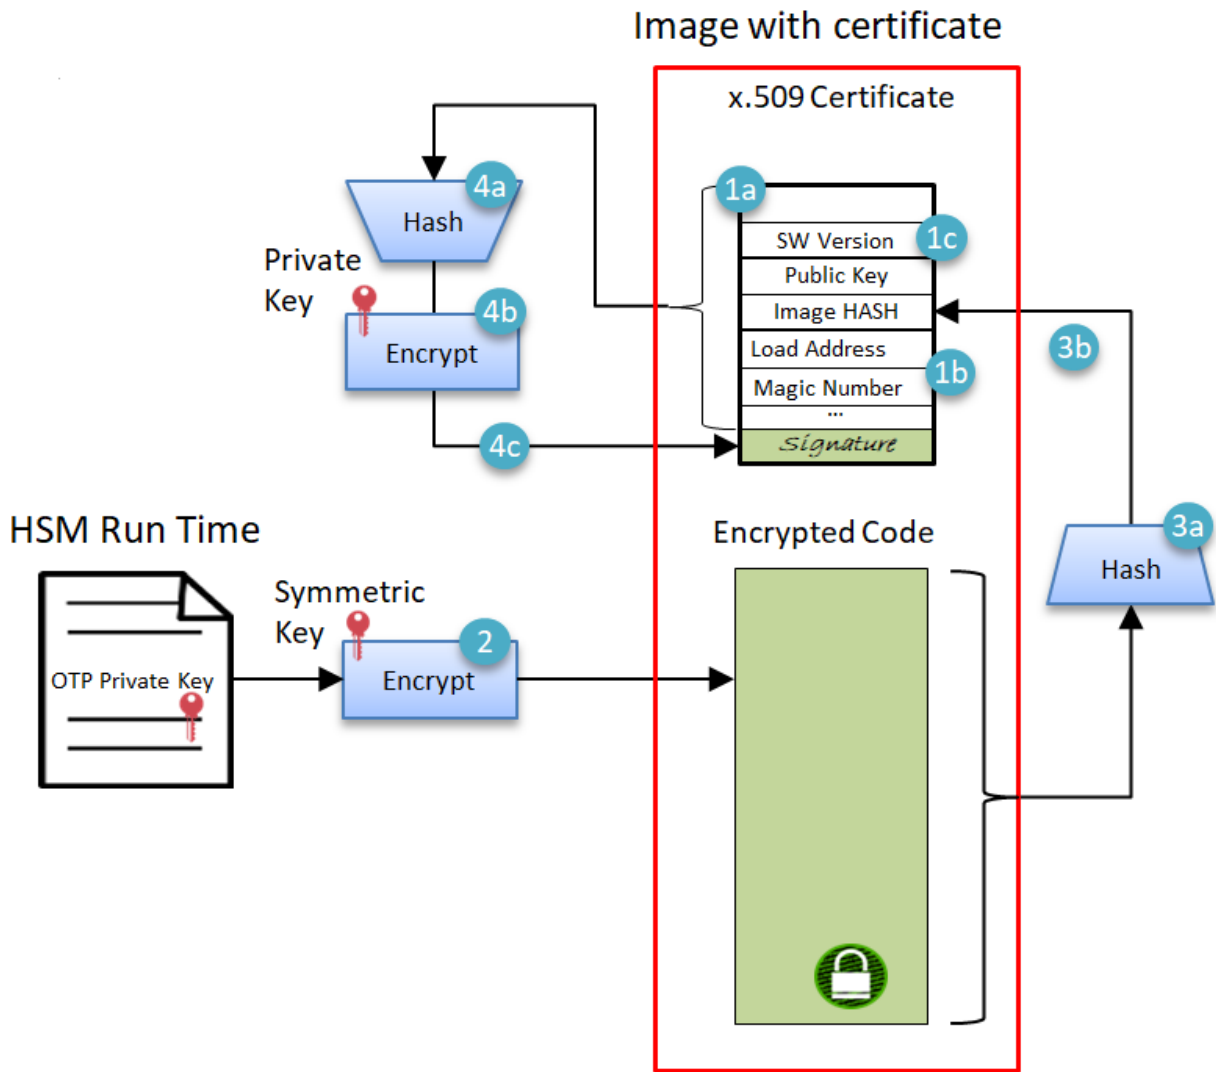 Image with certificate
x.509 Certificate
4a
1a
Hash
SW Version
1c
Private
Key
Public Key
4b
Image HASH
Encrypt
Load Address
3b
1b
Magic Number
...
4c
Signature
HSM Run Time
Encrypted Code
3a
Hash
Symmetric
Key
2
OTP Private Key
Encrypt